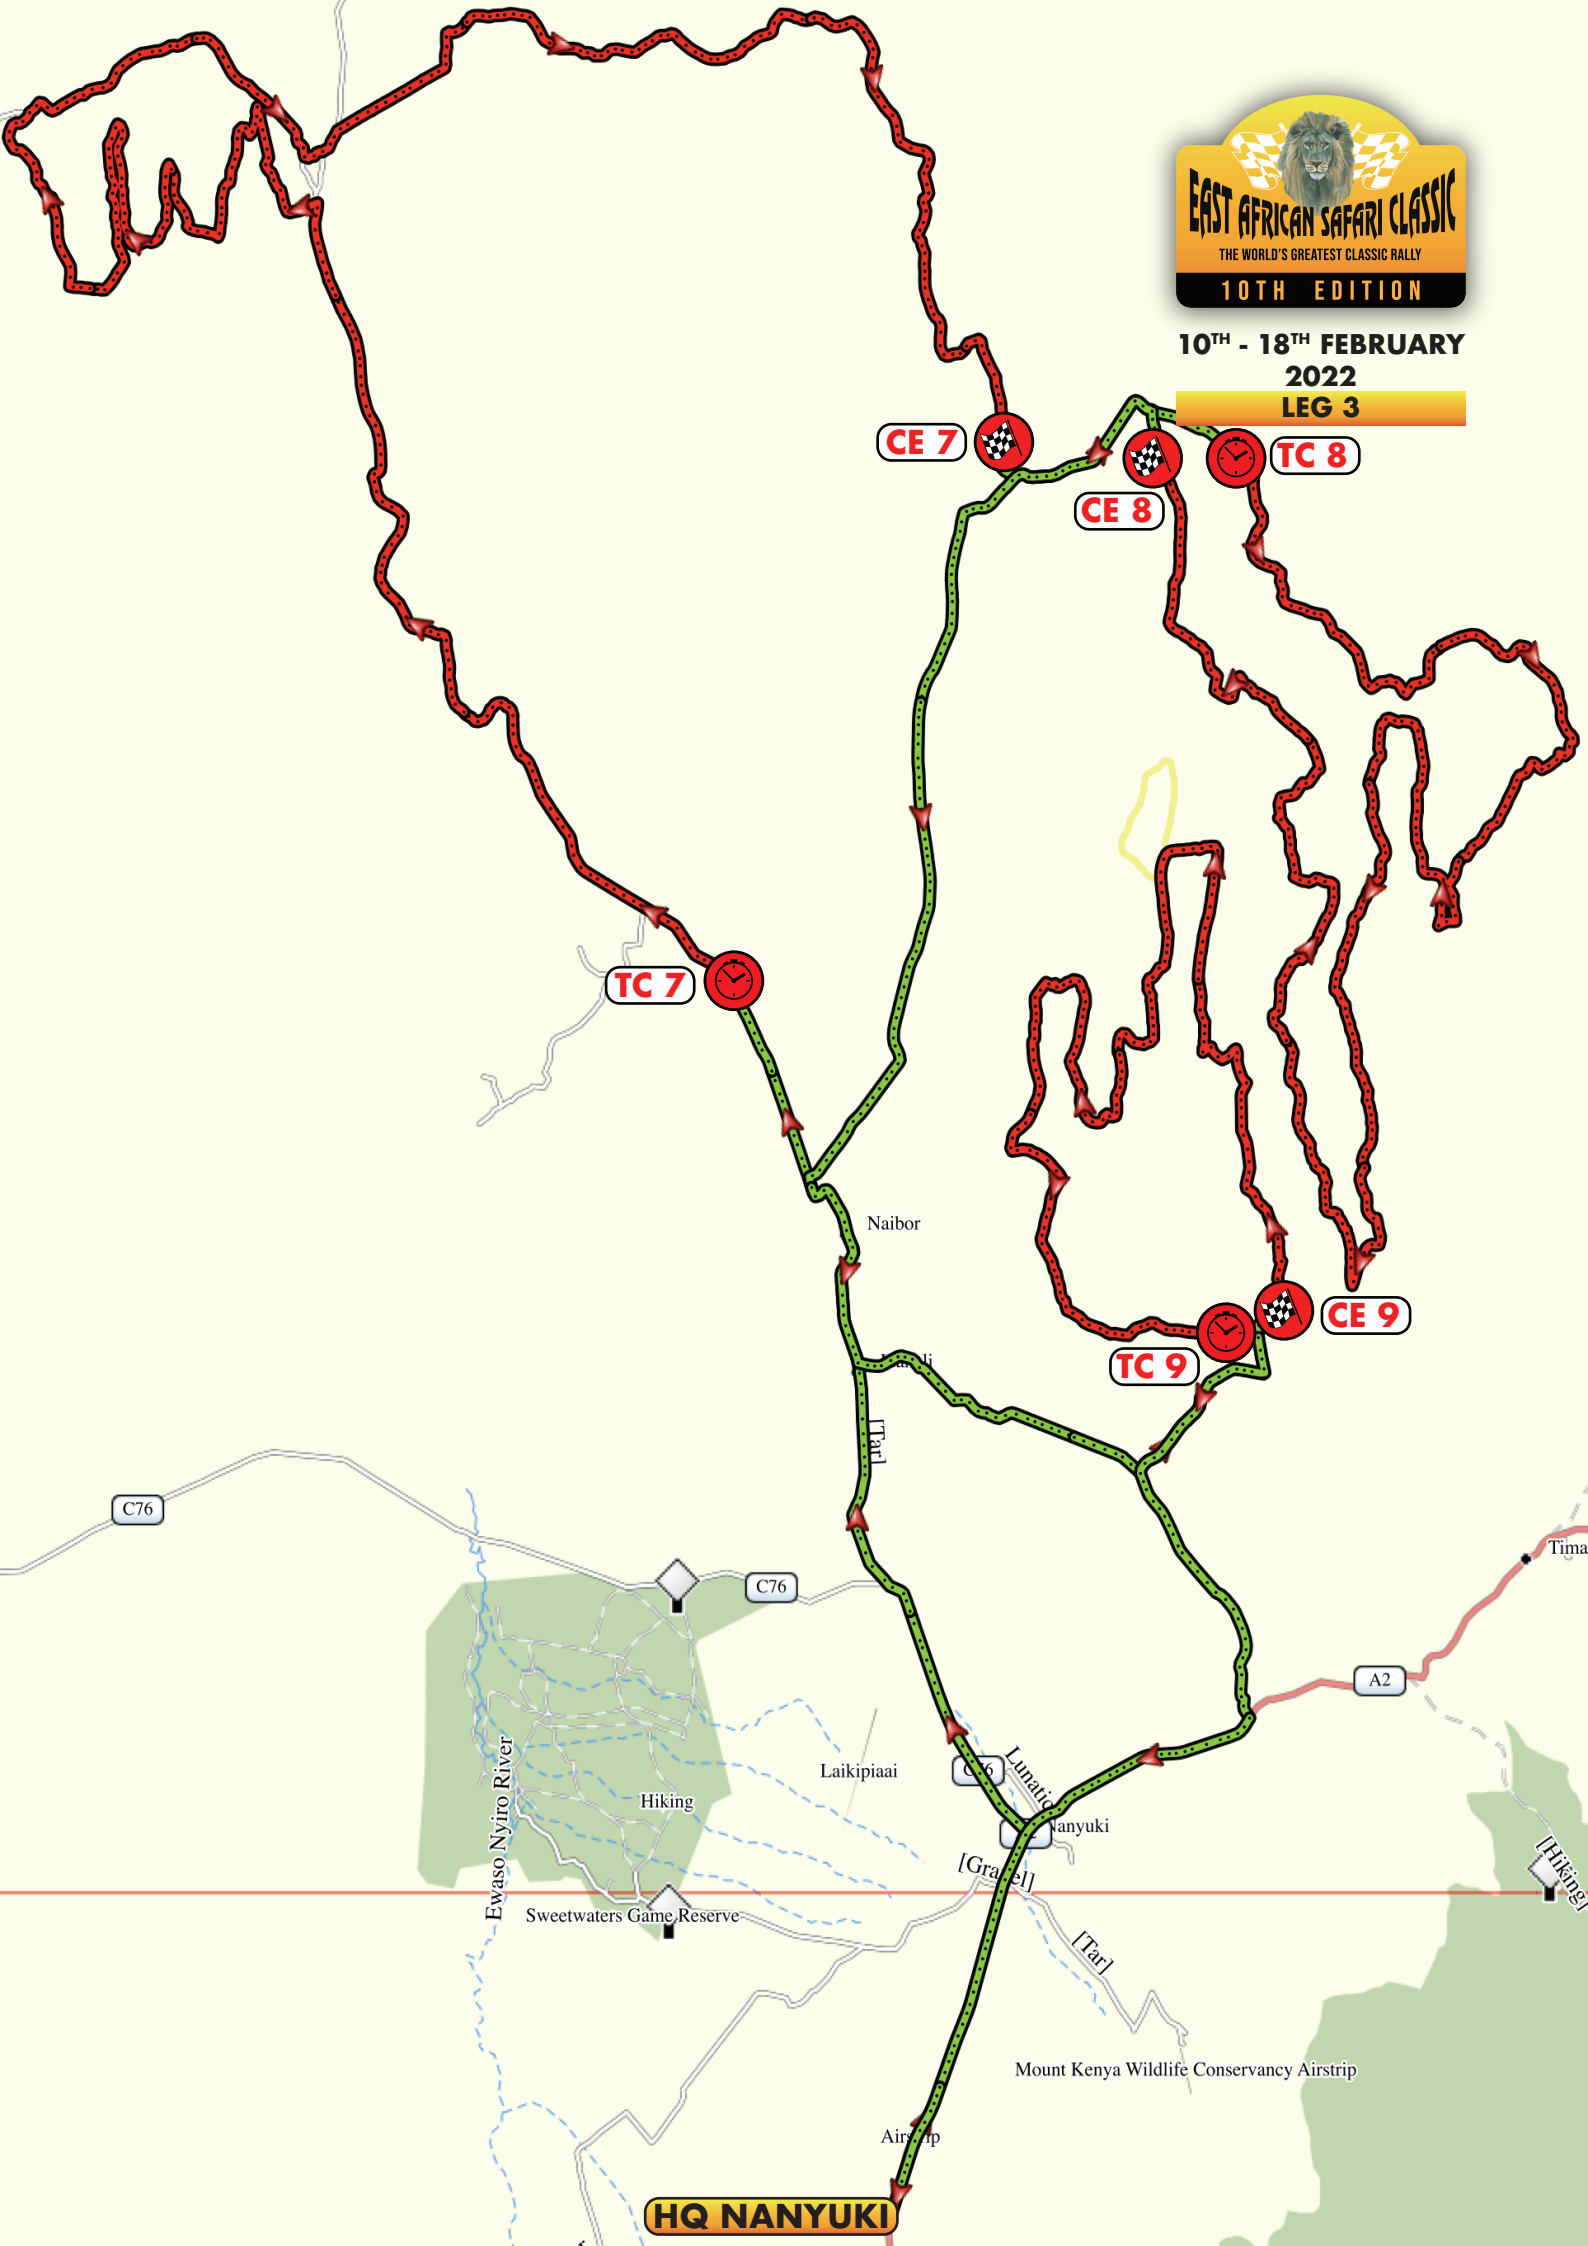 EAST AFRICAN SAFARI CLASSIC
THE WORLD'S GREATEST CLASSIC RALLY
10TH EDITION
10TH - 18TH FEBRUARY
2022
LEG 3
CE 7
TC 8
CE 8
TC 7
Naibor
CE 9
TC 9
[Tar]
C76
C76
Tima
A2
Laikipiaai
Lunatic
Hiking
Nanyuki
Ewaso Nyiro River
[Hiking]
Sweetwaters Game Reserve
[Tar]
Mount Kenya Wildlife Conservancy Airstrip
HQ NANYUKI